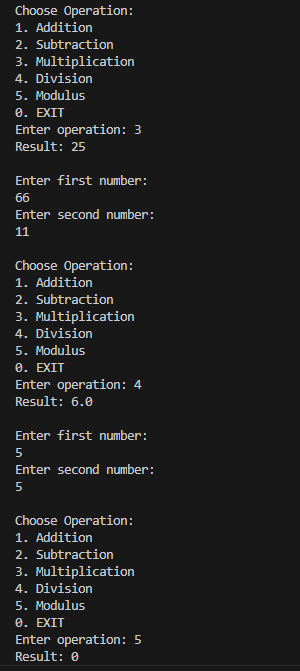 Choose Operation:
1. Addition
2. Subtraction
3. Multiplication
4. Division
5. Modulus
0. EXIT
Enter operation: 3
Result: 25

Enter first number:
66
Enter second number:
11

Choose Operation:
1. Addition
2. Subtraction
3. Multiplication
4. Division
5. Modulus
0. EXIT
Enter operation: 4
Result: 6.0

Enter first number:
5
Enter second number:
5

Choose Operation:
1. Addition
2. Subtraction
3. Multiplication
4. Division
5. Modulus
0. EXIT
Enter operation: 5
Result: 0